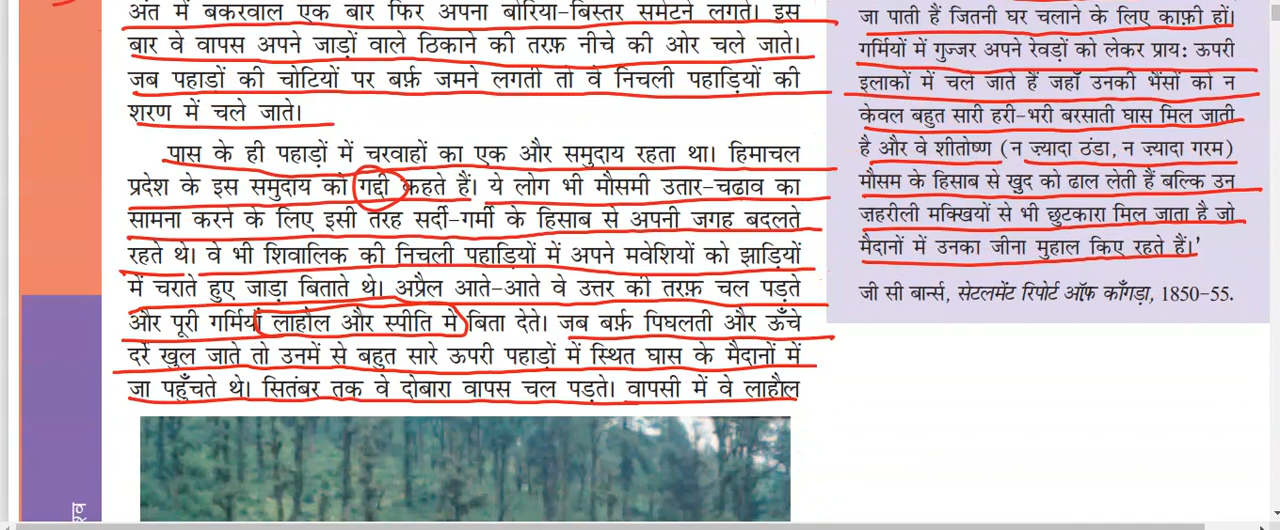 अंत में बकरवाल एक बार फिर अपना बोरिया-बिस्तर समेटने लगते। इस
बार वे वापस अपने जाड़ों वाले ठिकाने की तरफ़ नीचे की ओर चले जाते।
जब पहाड़ों की चोटियों पर बर्फ़ जमने लगती तो वे निचली पहाड़ियों की
शरण में चले जाते।
पास के ही पहाड़ों में चरवाहों का एक और समुदाय रहता था। हिमाचल
प्रदेश के इस समुदाय को गद्दी कहते हैं। ये लोग भी मौसमी उतार-चढाव का
सामना करने के लिए इसी तरह सर्दी-गर्मी के हिसाब से अपनी जगह बदलते
रहते थे। वे भी शिवालिक की निचली पहाड़ियों में अपने मवेशियों को झाड़ियों
में चराते हुए जाड़ा बिताते थे। अप्रैल आते-आते वे उत्तर की तरफ़ चल पड़ते
और पूरी गर्मियां लाहौल और स्पीति में बिता देते। जब बर्फ़ पिघलती और ऊँचे
दर्रे खुल जाते तो उनमें से बहुत सारे ऊपरी पहाड़ों में स्थित घास के मैदानों में
जा पहुँचते थे। सितंबर तक वे दोबारा वापस चल पड़ते। वापसी में वे लाहौल
जा पाती हैं जितनी घर चलाने के लिए काफ़ी हों।
गर्मियों में गुज्जर अपने रेवड़ों को लेकर प्राय: ऊपरी
इलाकों में चले जाते हैं जहाँ उनकी भैंसों को न
केवल बहुत सारी हरी-भरी बरसाती घास मिल जाती
है और वे शीतोष्ण (न ज़्यादा ठंडा, न ज़्यादा गरम)
मौसम के हिसाब से खुद को ढाल लेती हैं बल्कि उन
जहरीली मक्खियों से भी छुटकारा मिल जाता है जो
मैदानों में उनका जीना मुहाल किए रहते हैं।'
जी सी बार्न्स, सेटलमेंट रिपोर्ट ऑफ़ काँगड़ा, 1850-55.